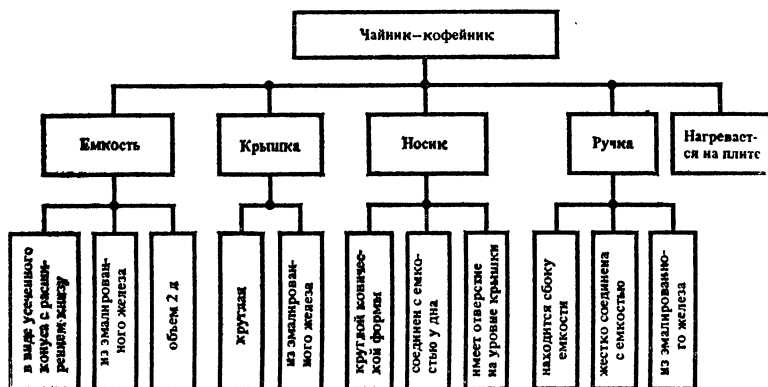 Чайник–кофейник
Емкость
Крышка
Носик
Ручка
Нагревает-
ся на плите
в виде усеченного
конуса с расши-
рением книзу
из эмалирован-
ного железа
объем 2 л
круглая
из эмалирован-
ного железа
круглой коничес-
кой формы
соединен с емко-
стью у дна
имеет отверстие
на уровне крышки
находится сбоку
емкости
жестко соединена
с емкостью
из эмалированно-
го железа